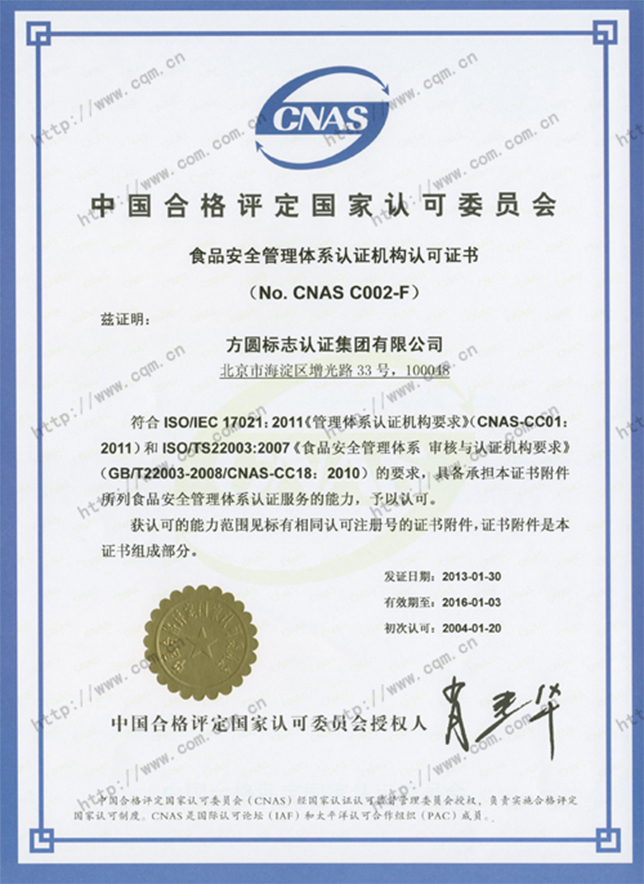 CNAS
中国合格评定国家认可委员会
食品安全管理体系认证机构认可证书
（No. CNAS C002-F）
兹证明：
方圆标志认证集团有限公司
北京市海淀区增光路 33 号，100048
符合 ISO/IEC 17021：2011《管理体系认证机构要求》（CNAS-CC01：
2011）和 ISO/TS22003:2007《食品安全管理体系 审核与认证机构要求》
（GB/T22003-2008/CNAS-CC18：2010）的要求，具备承担本证书附件
所列食品安全管理体系认证服务的能力，予以认可。
获认可的能力范围见标有相同认可注册号的证书附件，证书附件是本
证书组成部分。
发证日期：2013-01-30
有效期至：2016-01-03
初次认可：2004-01-20
中国合格评定国家认可委员会授权人
中国合格评定国家认可委员会（CNAS）经国家认证认可监督管理委员会授权，负责实施合格评定
国家认可制度。CNAS 是国际认可论坛（IAF）和太平洋认可合作组织（PAC）成员。
http://www.cqm.com.cn